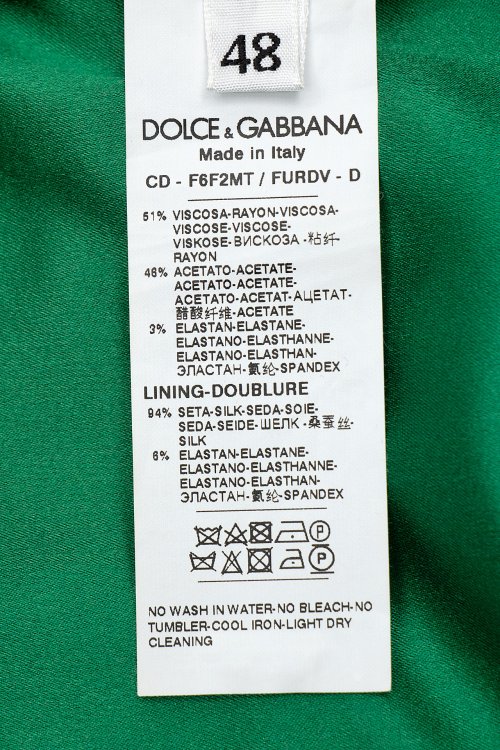 48
DOLCE & GABBANA
Made in Italy
CD - F6F2MT / FURDV - D
51% VISCOSA-RAYON-VISCOSA-
VISCOSE-VISCOSE-
VISKOSE-ВИСКОЗА -粘纤-
RAYON
46% ACETATO-ACETATE-
ACETATO-ACETATE-
ACETATO-ACETAT-АЦЕТАТ-
醋酸纤维-ACETATE
3% ELASTAN-ELASTANE-
ELASTANO-ELASTHANNE-
ELASTANO-ELASTHAN-
ЭЛАСТАН-氨纶-SPANDEX
LINING-DOUBLURE
94% SETA-SILK-SEDA-SOIE-
SEDA-SEIDE-ШЕЛК -桑蚕丝-
SILK
6% ELASTAN-ELASTANE-
ELASTANO-ELASTHANNE-
ELASTANO-ELASTHAN-
ЭЛАСТАН-氨纶-SPANDEX
P
P
NO WASH IN WATER-NO BLEACH-NO
TUMBLER-COOL IRON-LIGHT DRY
CLEANING